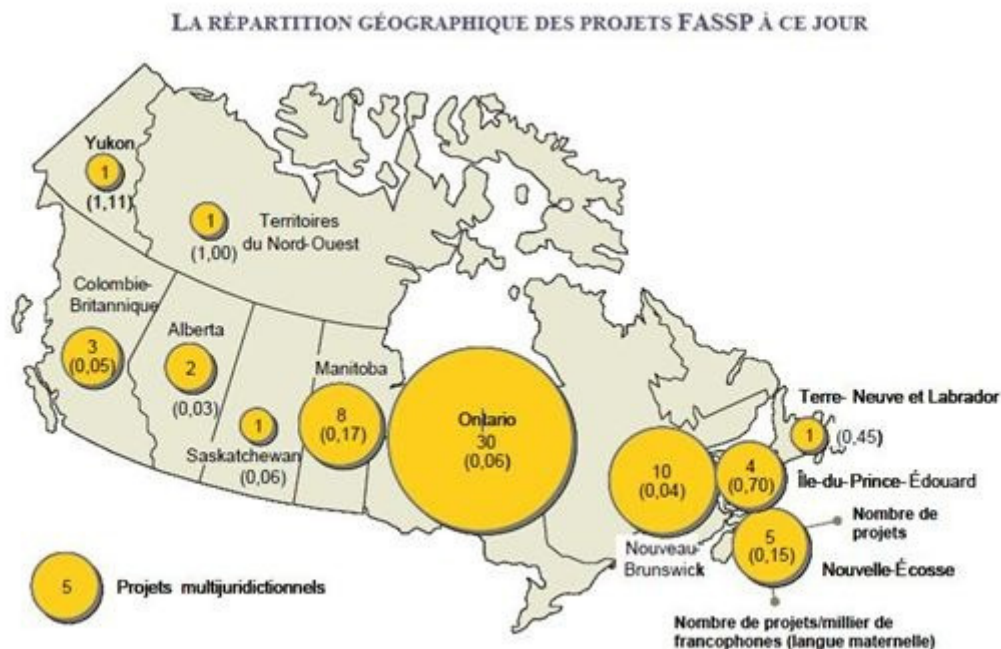 LA RÉPARTITION GÉOGRAPHIQUE DES PROJETS FASSP À CE JOUR
Yukon
1
(1,11)
1
(1,00)
Territoires
du Nord-Ouest
Colombie-
Britannique
3
(0,05)
Alberta
2
(0,03)
1
Saskatchewan
(0,06)
Manitoba
8
(0,17)
Ontario
30
(0,06)
10
(0,04)
Nouveau-
Brunswick
Terre- Neuve et Labrador
1
(0,45)
4
(0,70)
Île-du-Prince-Édouard
Nombre de
projets
5
(0,15)
Nouvelle-Écosse
Nombre de projets/millier de
francophones (langue maternelle)
5
Projets multijuridictionnels